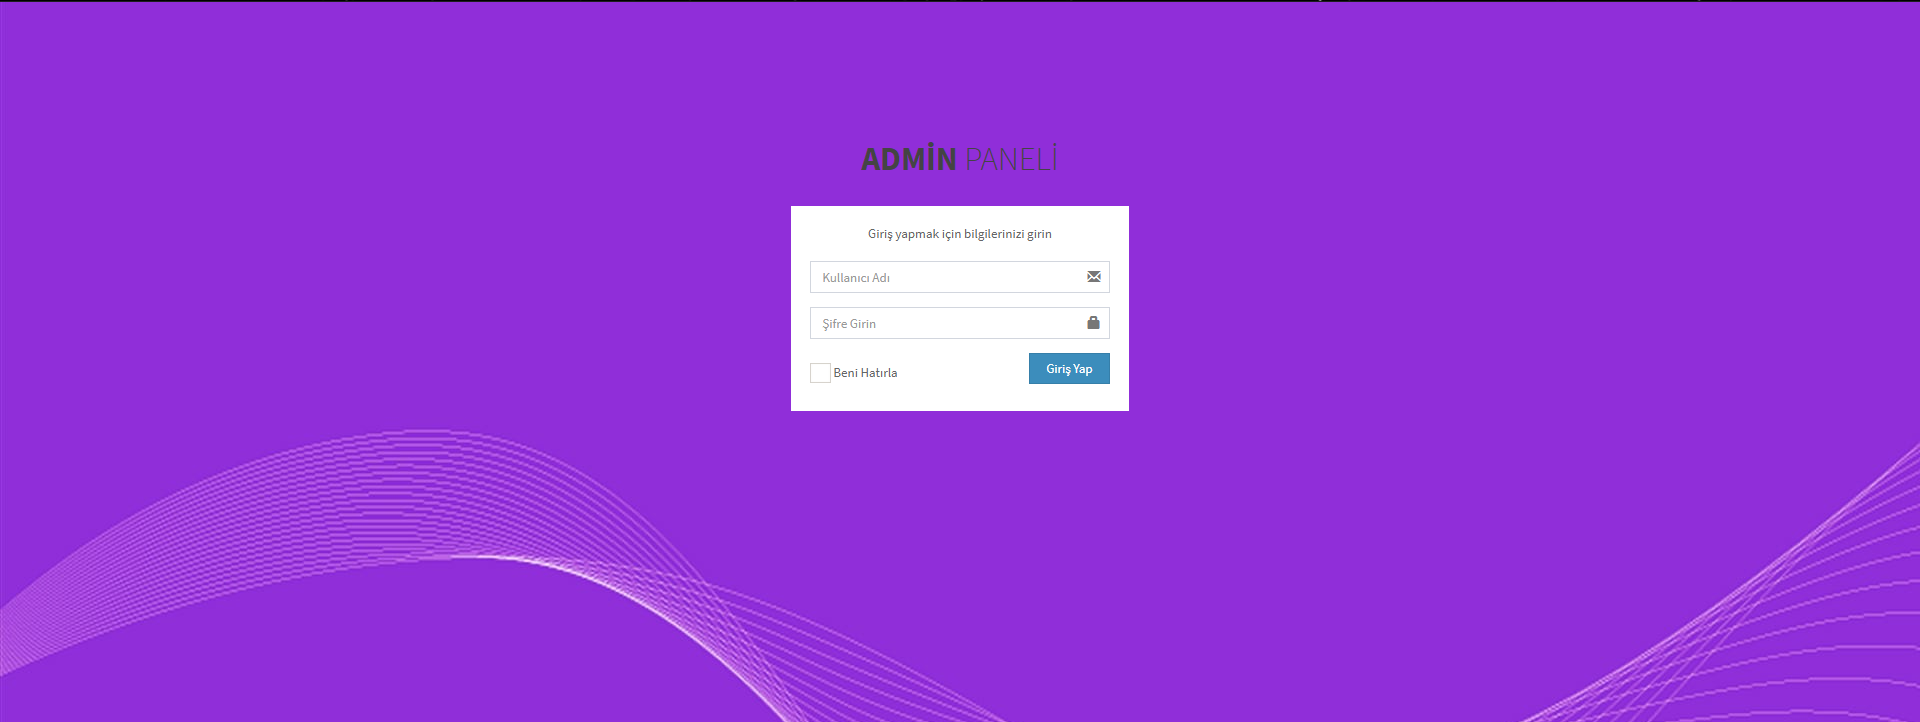 ADMİN PANELİ
Giriş yapmak için bilgilerinizi girin
Kullanıcı Adı
Şifre Girin
Beni Hatırla
Giriş Yap